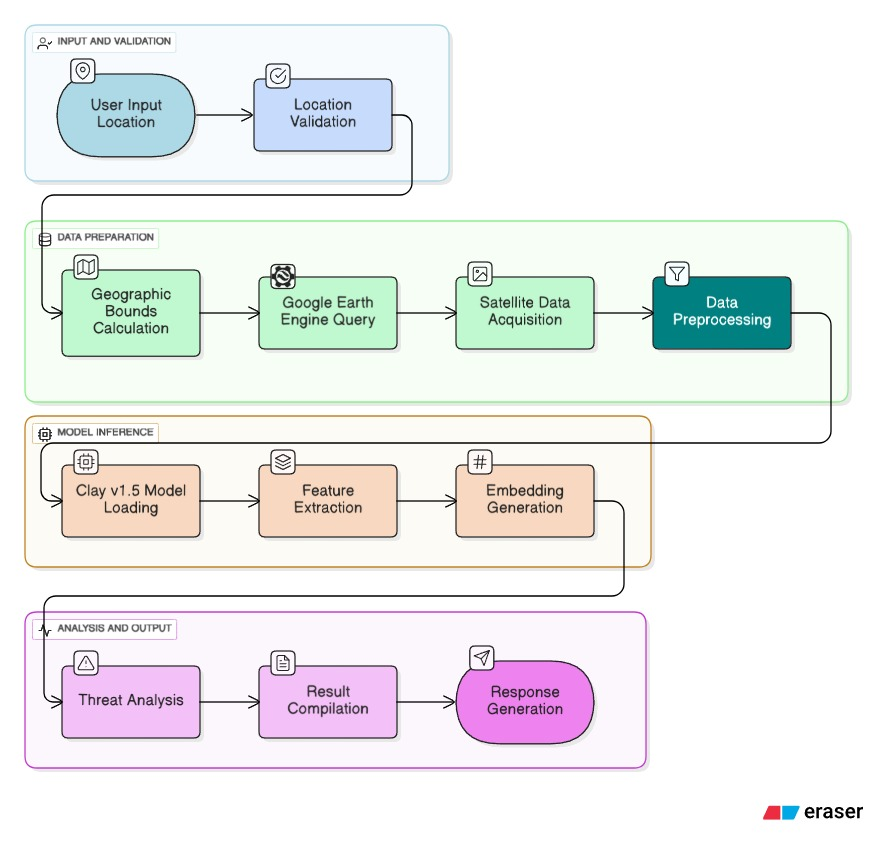 INPUT AND VALIDATION
User Input
Location
Location
Validation
DATA PREPARATION
Geographic
Bounds
Calculation
Google Earth
Engine Query
Satellite Data
Acquisition
Data
Preprocessing
MODEL INFERENCE
Clay v1.5 Model
Loading
Feature
Extraction
Embedding
Generation
ANALYSIS AND OUTPUT
Threat Analysis
Result
Compilation
Response
Generation
eraser